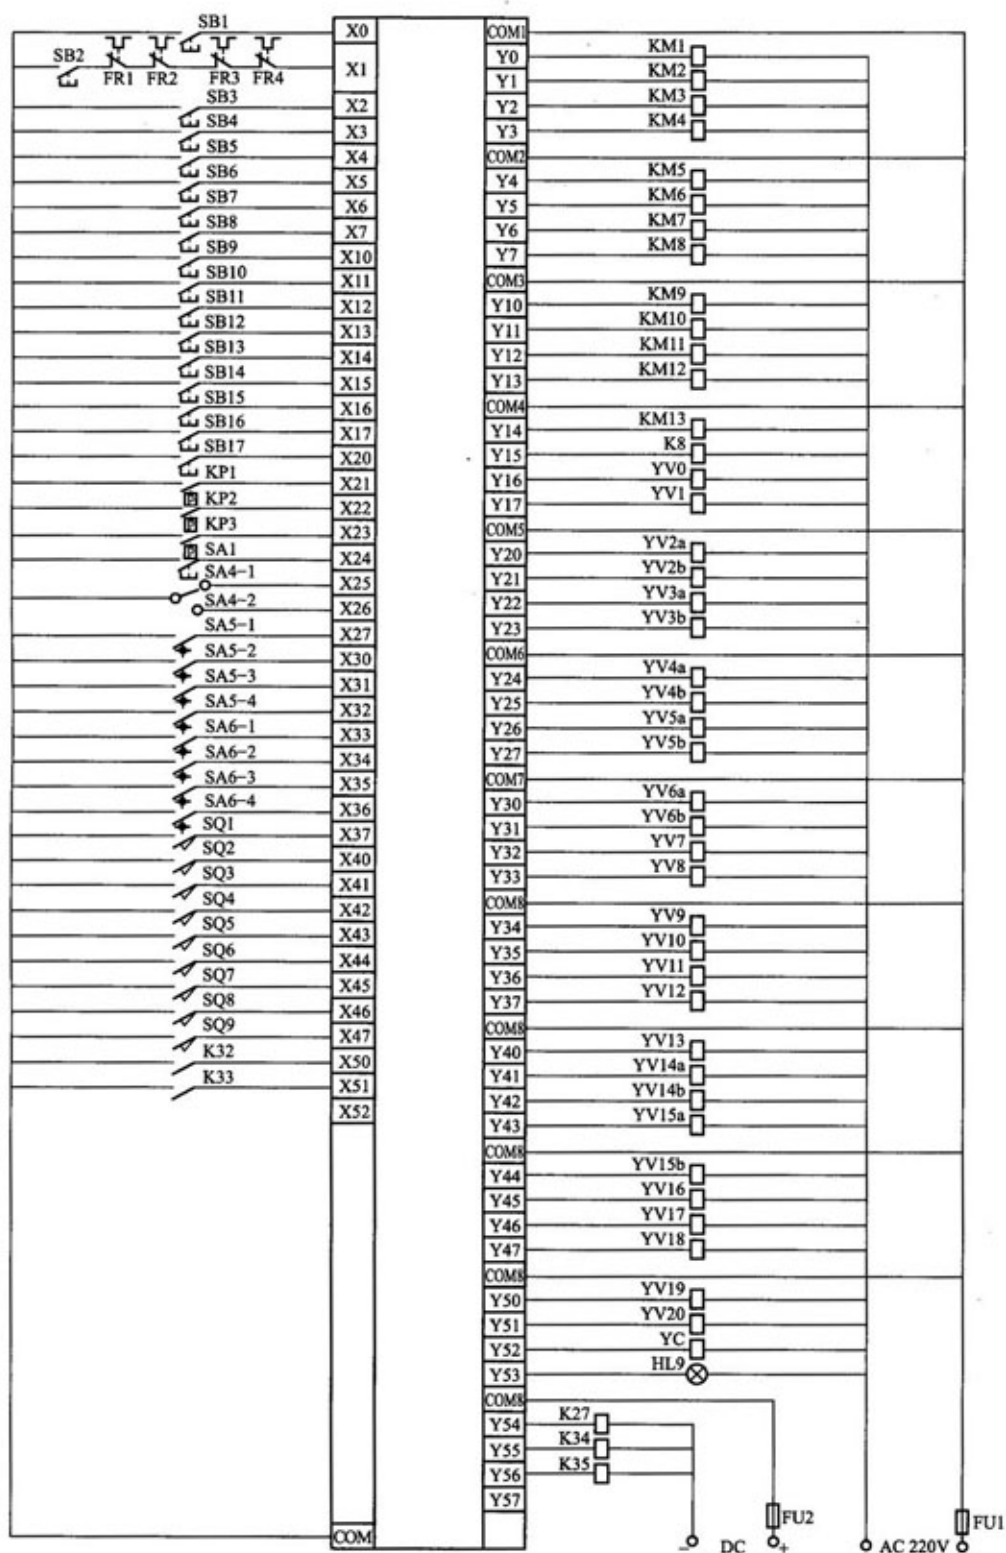 SB1
SB2
FR1 FR2 FR3 FR4
SB3
SB4
SB5
SB6
SB7
SB8
SB9
SB10
SB11
SB12
SB13
SB14
SB15
SB16
SB17
KP1
P KP2
P KP3
P SA1
SA4-1
SA4-2
SA5-1
SA5-2
SA5-3
SA5-4
SA6-1
SA6-2
SA6-3
SA6-4
SQ1
SQ2
SQ3
SQ4
SQ5
SQ6
SQ7
SQ8
SQ9
K32
K33
X0
X1
X2
X3
X4
X5
X6
X7
X10
X11
X12
X13
X14
X15
X16
X17
X20
X21
X22
X23
X24
X25
X26
X27
X30
X31
X32
X33
X34
X35
X36
X37
X40
X41
X42
X43
X44
X45
X46
X47
X50
X51
X52
COM
COM1
Y0
Y1
Y2
Y3
COM2
Y4
Y5
Y6
Y7
COM3
Y10
Y11
Y12
Y13
COM4
Y14
Y15
Y16
Y17
COM5
Y20
Y21
Y22
Y23
COM6
Y24
Y25
Y26
Y27
COM7
Y30
Y31
Y32
Y33
COM8
Y34
Y35
Y36
Y37
COM8
Y40
Y41
Y42
Y43
COM8
Y44
Y45
Y46
Y47
COM8
Y50
Y51
Y52
Y53
COM8
Y54
Y55
Y56
Y57
KM1
KM2
KM3
KM4
KM5
KM6
KM7
KM8
KM9
KM10
KM11
KM12
KM13
K8
YV0
YV1
YV2a
YV2b
YV3a
YV3b
YV4a
YV4b
YV5a
YV5b
YV6a
YV6b
YV7
YV8
YV9
YV10
YV11
YV12
YV13
YV14a
YV14b
YV15a
YV15b
YV16
YV17
YV18
YV19
YV20
YC
HL9
K27
K34
K35
FU2 FU1
− DC + AC 220V